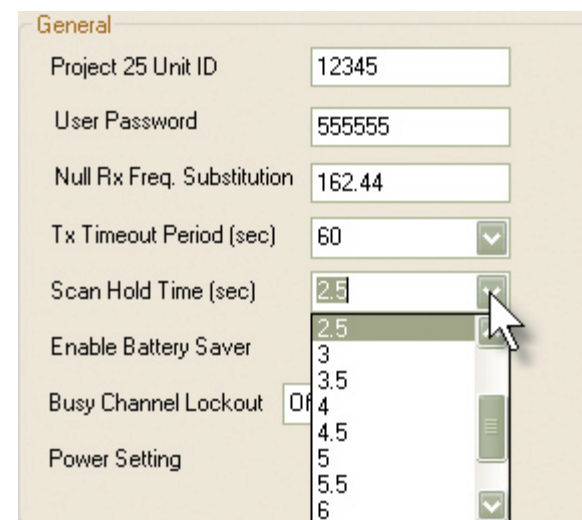 General
Project 25 Unit ID 12345
User Password 555555
Null Rx Freq. Substitution 162.44
Tx Timeout Period (sec) 60
Scan Hold Time (sec) 2.5
2.5
Enable Battery Saver 3
3.5
Busy Channel Lockout 4
4.5
Power Setting 5
5.5
6